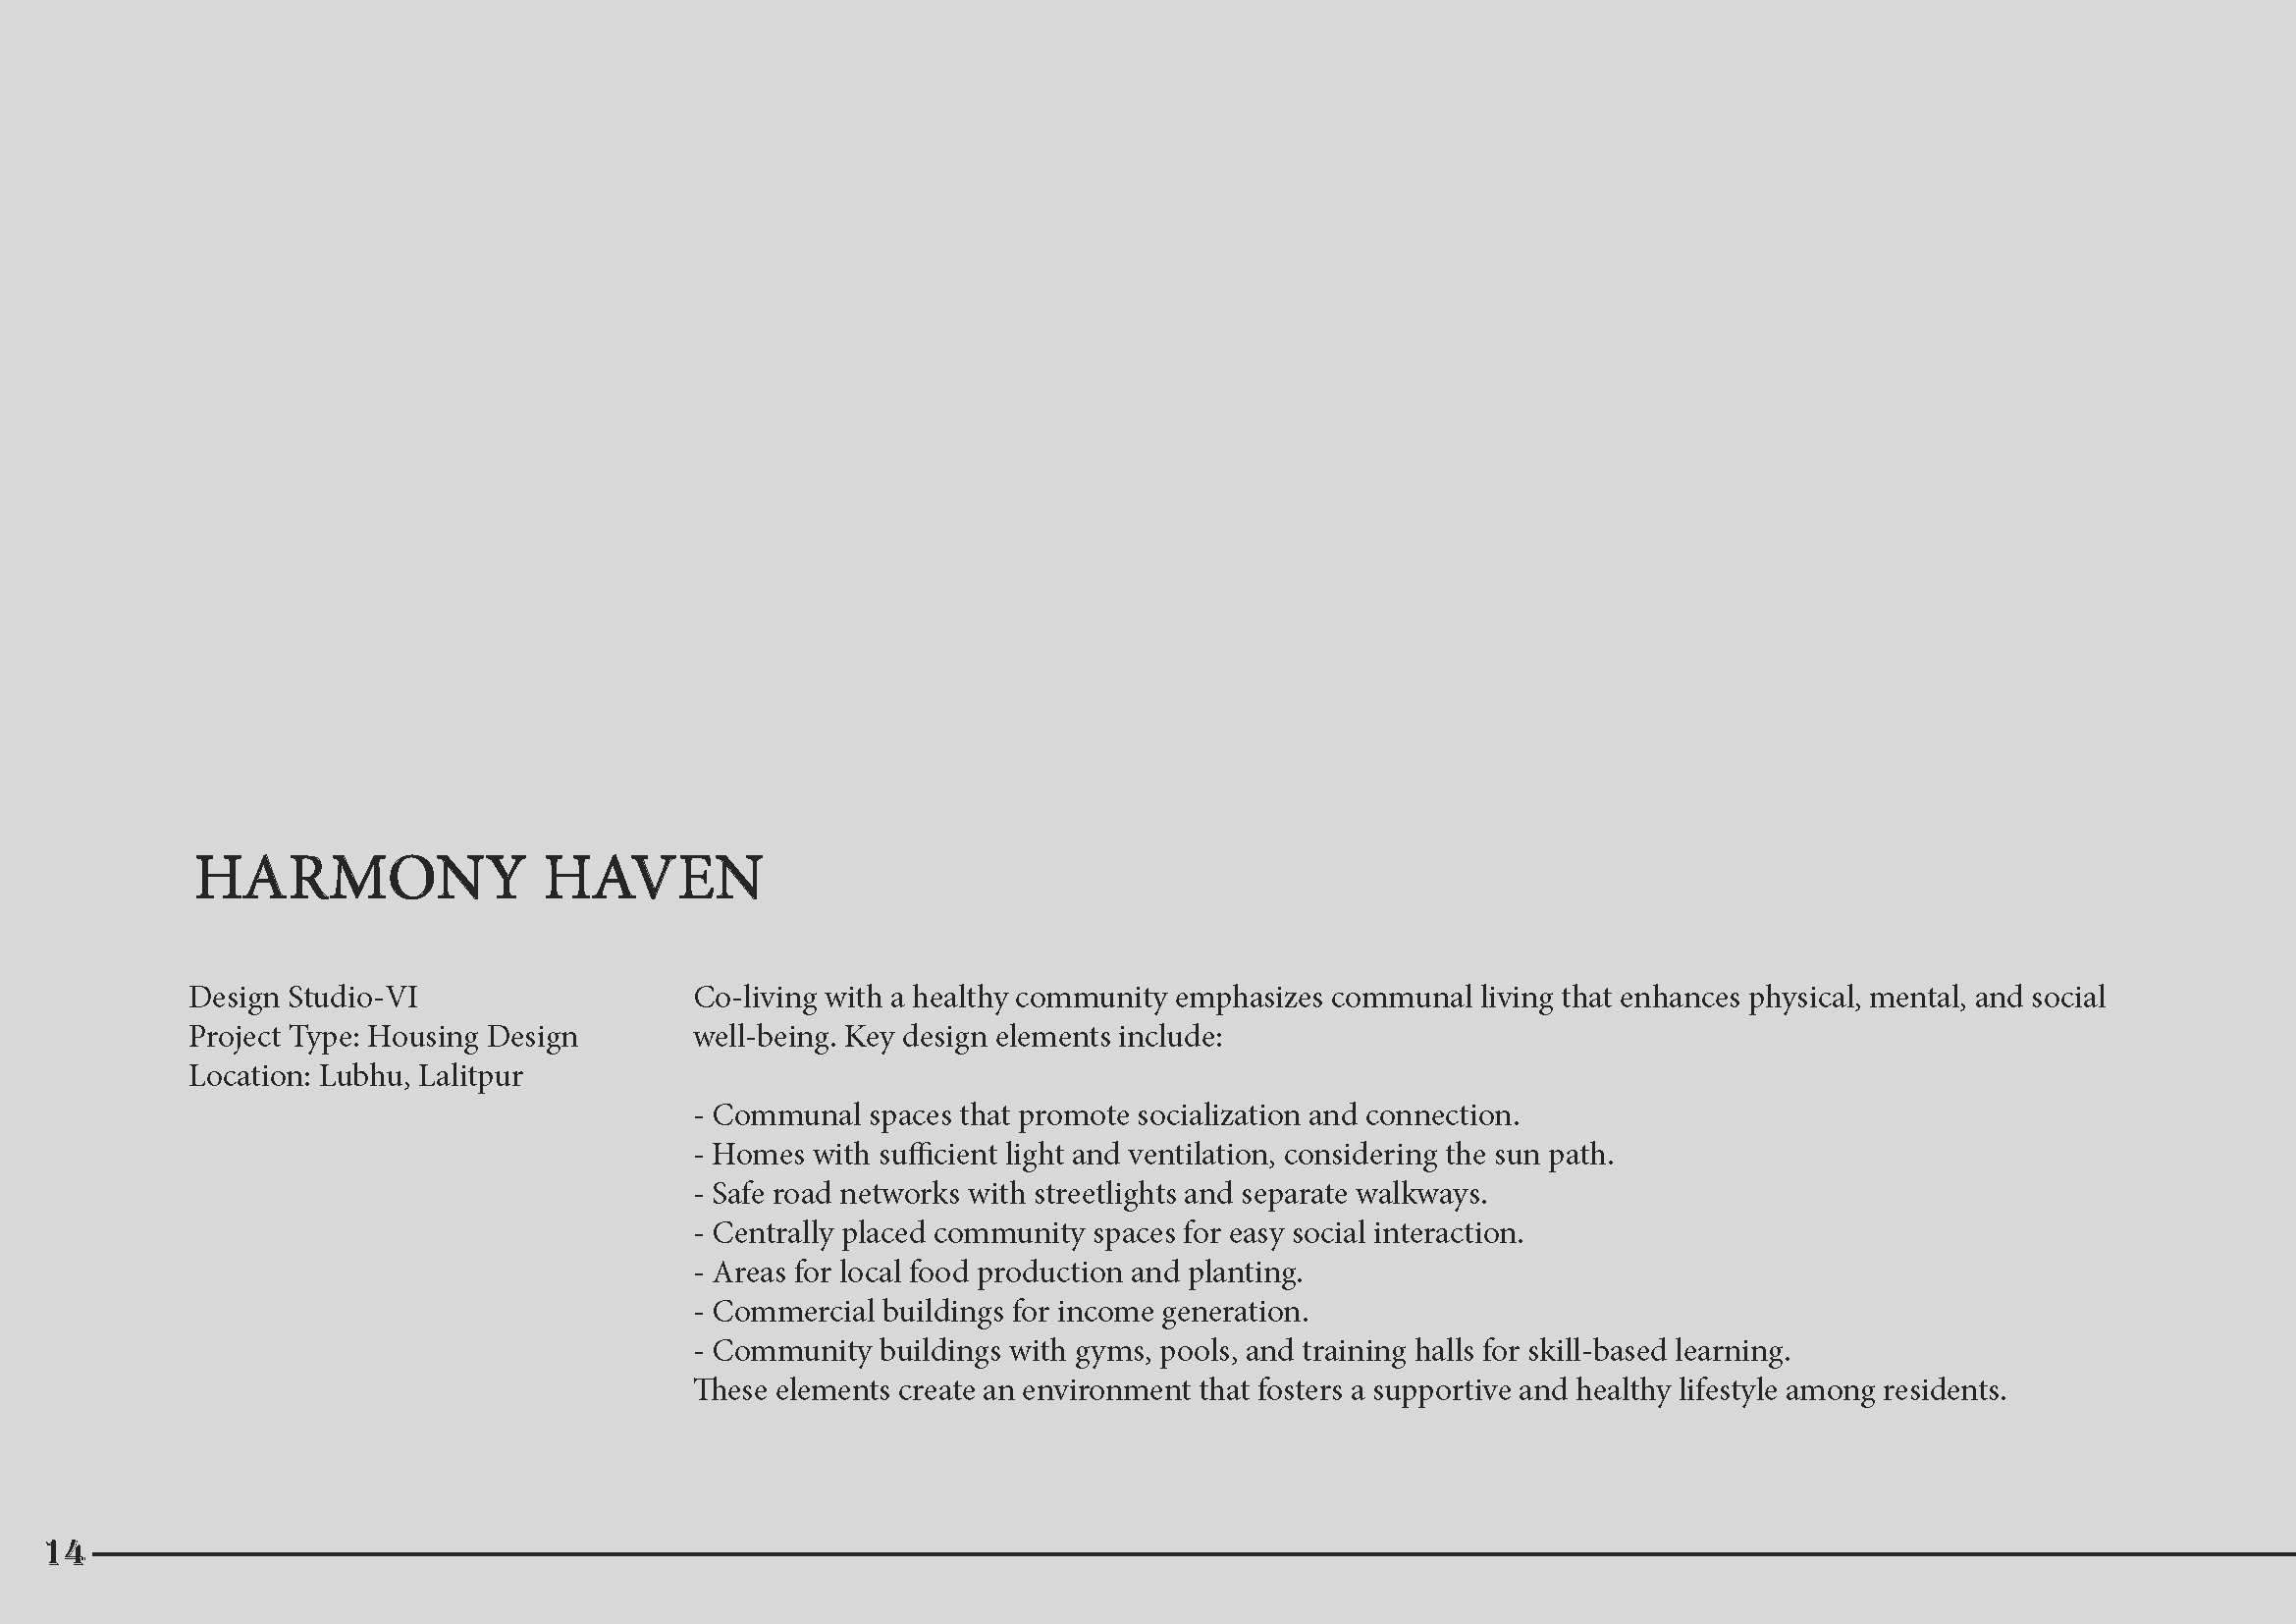 HARMONY HAVEN
Design Studio-VI
Project Type: Housing Design
Location: Lubhu, Lalitpur
Co-living with a healthy community emphasizes communal living that enhances physical, mental, and social
well-being. Key design elements include:
- Communal spaces that promote socialization and connection.
- Homes with sufficient light and ventilation, considering the sun path.
- Safe road networks with streetlights and separate walkways.
- Centrally placed community spaces for easy social interaction.
- Areas for local food production and planting.
- Commercial buildings for income generation.
- Community buildings with gyms, pools, and training halls for skill-based learning.
These elements create an environment that fosters a supportive and healthy lifestyle among residents.
14